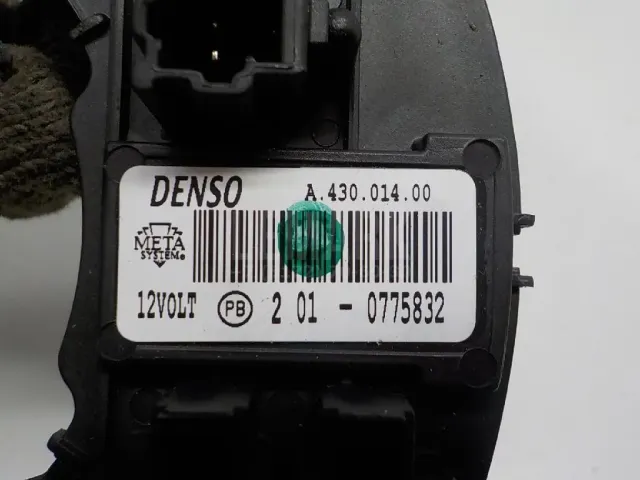 DENSO A.430.014.00
META
SYSTEM®
12VOLT PB 2 01 - 0775832